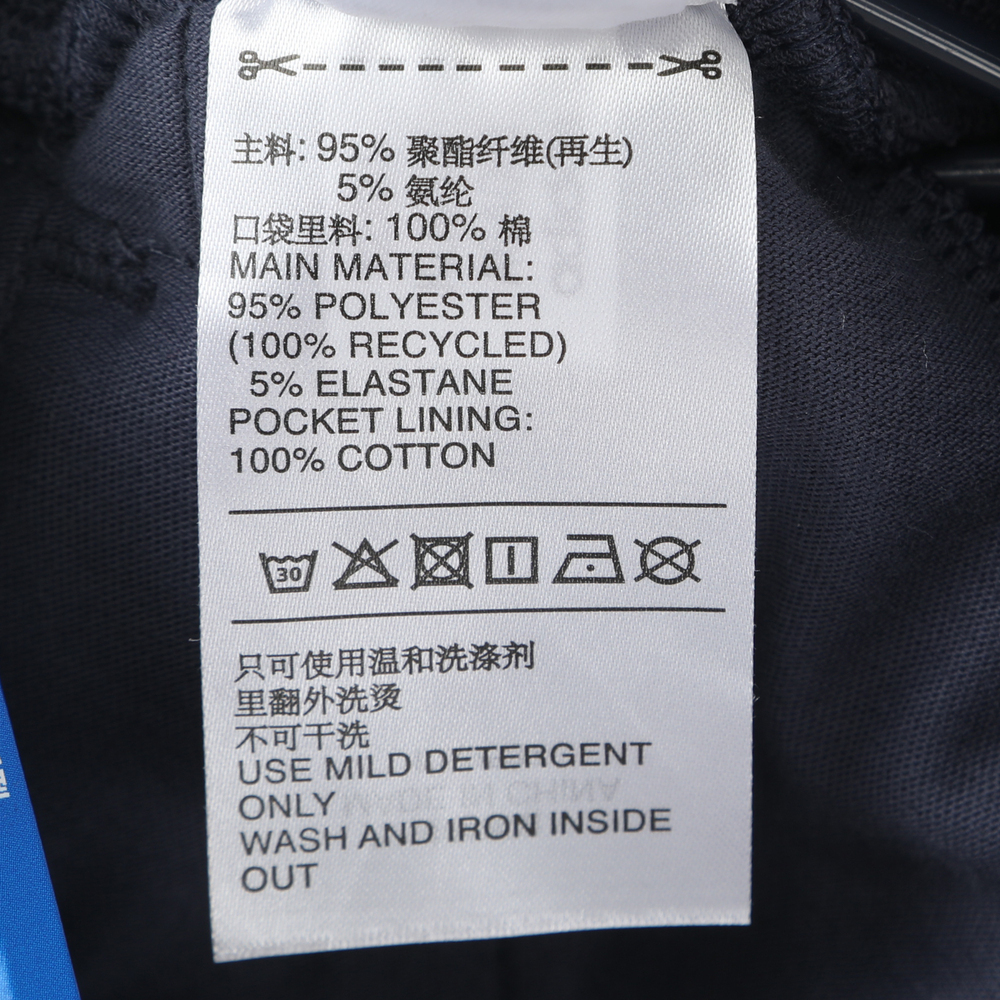 主料: 95% 聚酯纤维(再生)
5% 氨纶
口袋里料: 100% 棉
MAIN MATERIAL:
95% POLYESTER
(100% RECYCLED)
5% ELASTANE
POCKET LINING:
100% COTTON
30
只可使用温和洗涤剂
里翻外洗烫
不可干洗
USE MILD DETERGENT
ONLY
MADE IN CHINA
WASH AND IRON INSIDE
OUT